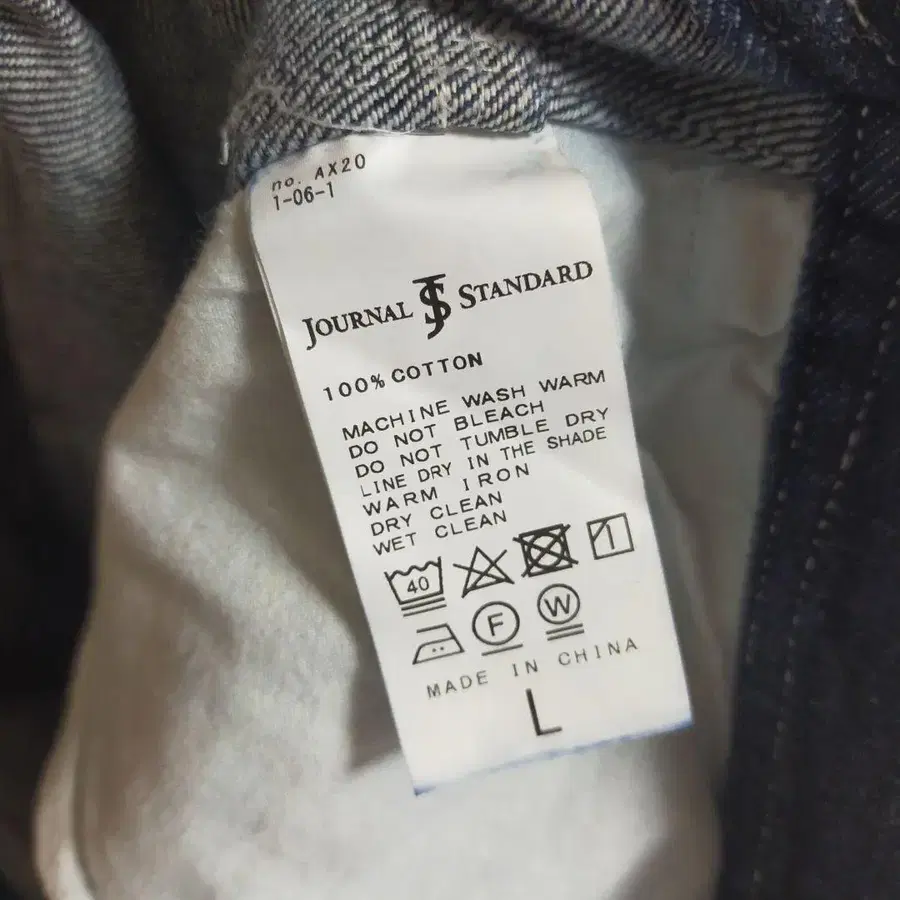 no. AX20
1-06-1
JOURNAL JS STANDARD
100% COTTON
MACHINE WASH WARM
DO NOT BLEACH
DO NOT TUMBLE DRY
LINE DRY IN THE SHADE
WARM IRON
DRY CLEAN
WET CLEAN
40
F W
MADE IN CHINA
L